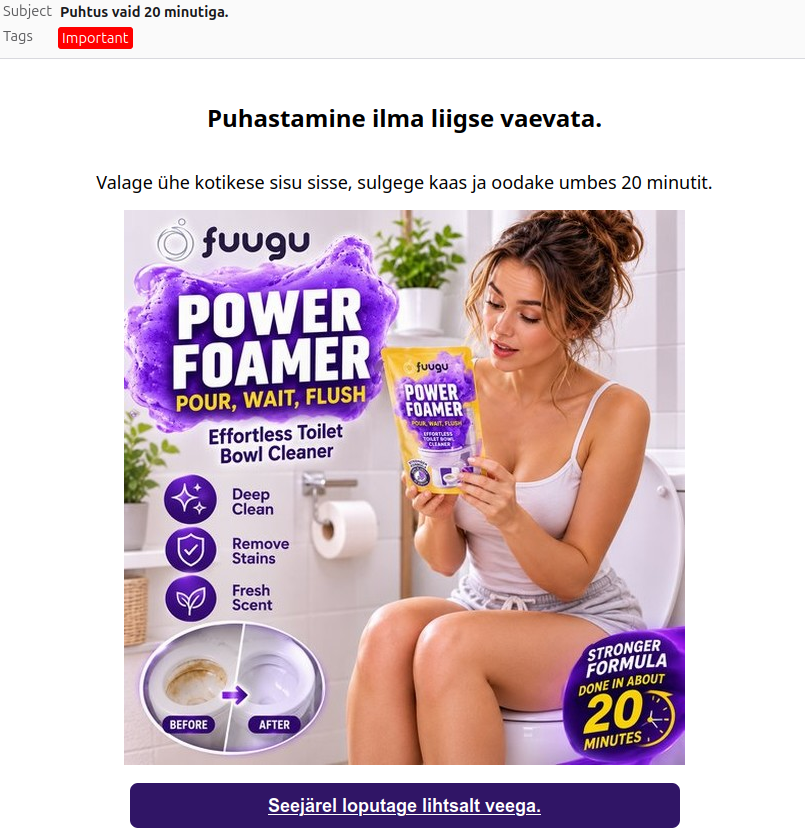 Subject Puhtus vaid 20 minutiga.
Tags Important
Puhastamine ilma liigse vaevata.
Valage ühe kotikese sisu sisse, sulgege kaas ja oodake umbes 20 minutit.
fuugu
POWER
FOAMER
POUR, WAIT, FLUSH
Effortless Toilet
Bowl Cleaner
Deep
Clean
Remove
Stains
Fresh
Scent
BEFORE
AFTER
fuugu
POWER
FOAMER
POUR, WAIT, FLUSH
EFFORTLESS
TOILET BOWL
CLEANER
STRONGER
FORMULA
DONE IN ABOUT
20
MINUTES
Seejärel loputage lihtsalt veega.